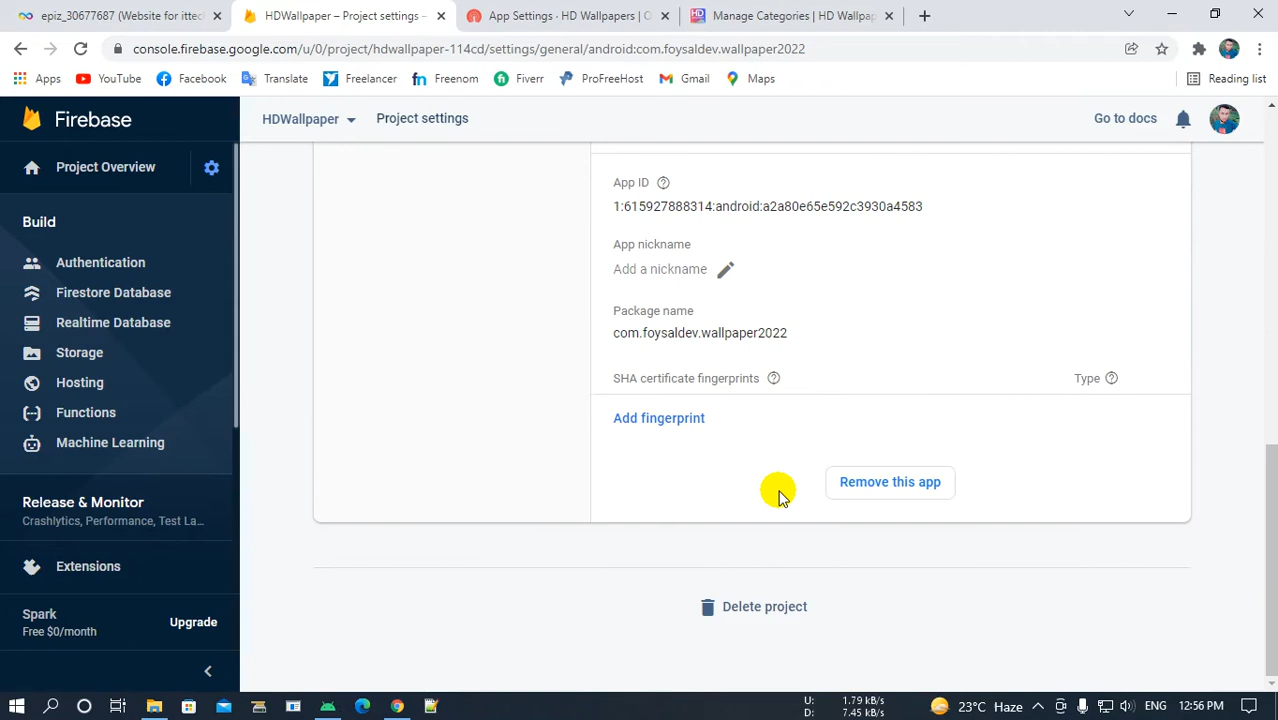 epiz_30677687 (Website for ittec
HDWallpaper – Project settings –
App Settings · HD Wallpapers | O
Manage Categories | HD Wallpap
console.firebase.google.com/u/0/project/hdwallpaper-114cd/settings/general/android:com.foysaldev.wallpaper2022
Apps
YouTube
Facebook
Translate
Freelancer
Freenom
Fiverr
ProFreeHost
Gmail
Maps
Reading list
Firebase
HDWallpaper
Project settings
Go to docs
Project Overview
Build
Authentication
Firestore Database
Realtime Database
Storage
Hosting
Functions
Machine Learning
Release & Monitor
Crashlytics, Performance, Test La...
Extensions
Spark
Free $0/month
Upgrade
App ID
1:615927888314:android:a2a80e65e592c3930a4583
App nickname
Add a nickname
Package name
com.foysaldev.wallpaper2022
SHA certificate fingerprints
Type
Add fingerprint
Remove this app
Delete project
U: 1.79 kB/s
D: 7.45 kB/s
23°C Haze
ENG
12:56 PM